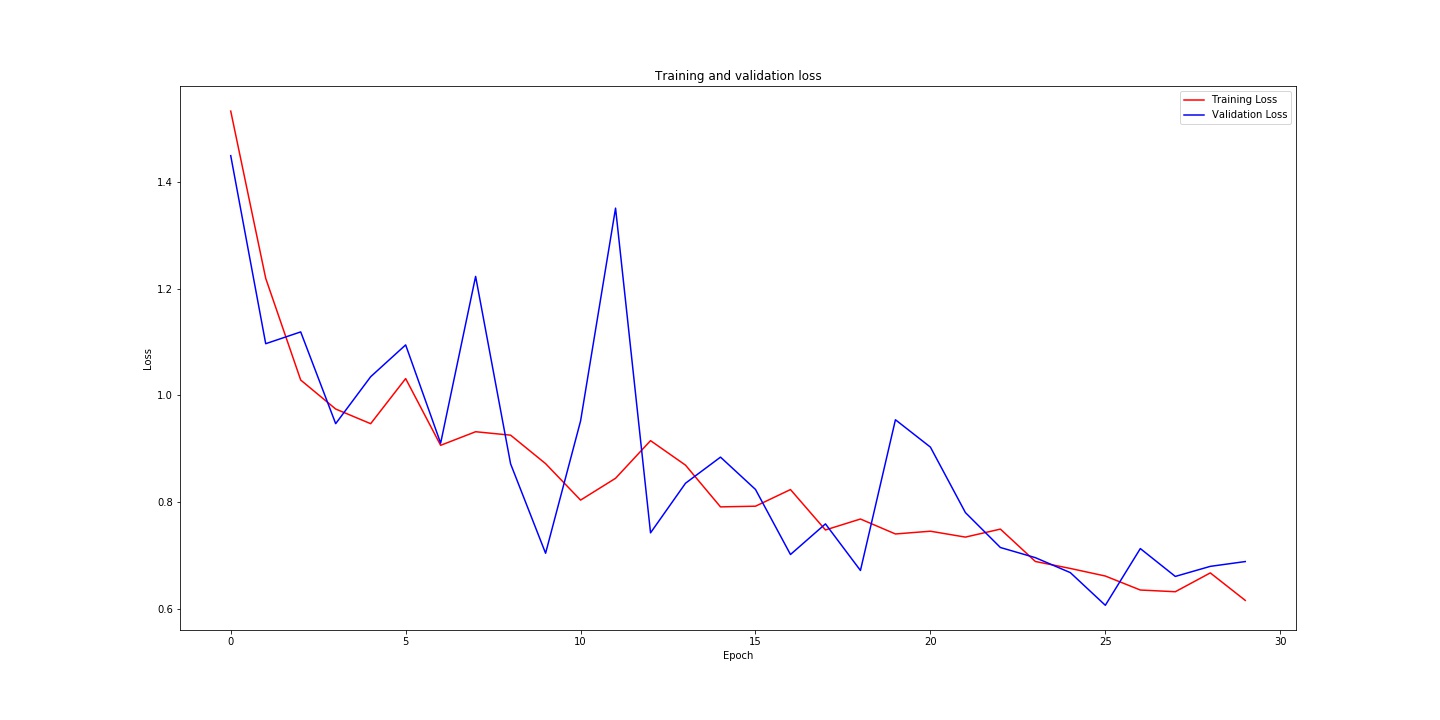 Training and validation loss
Training Loss
Validation Loss
1.4
1.2
1.0
0.8
0.6
Loss
0 5 10 15 20 25 30
Epoch